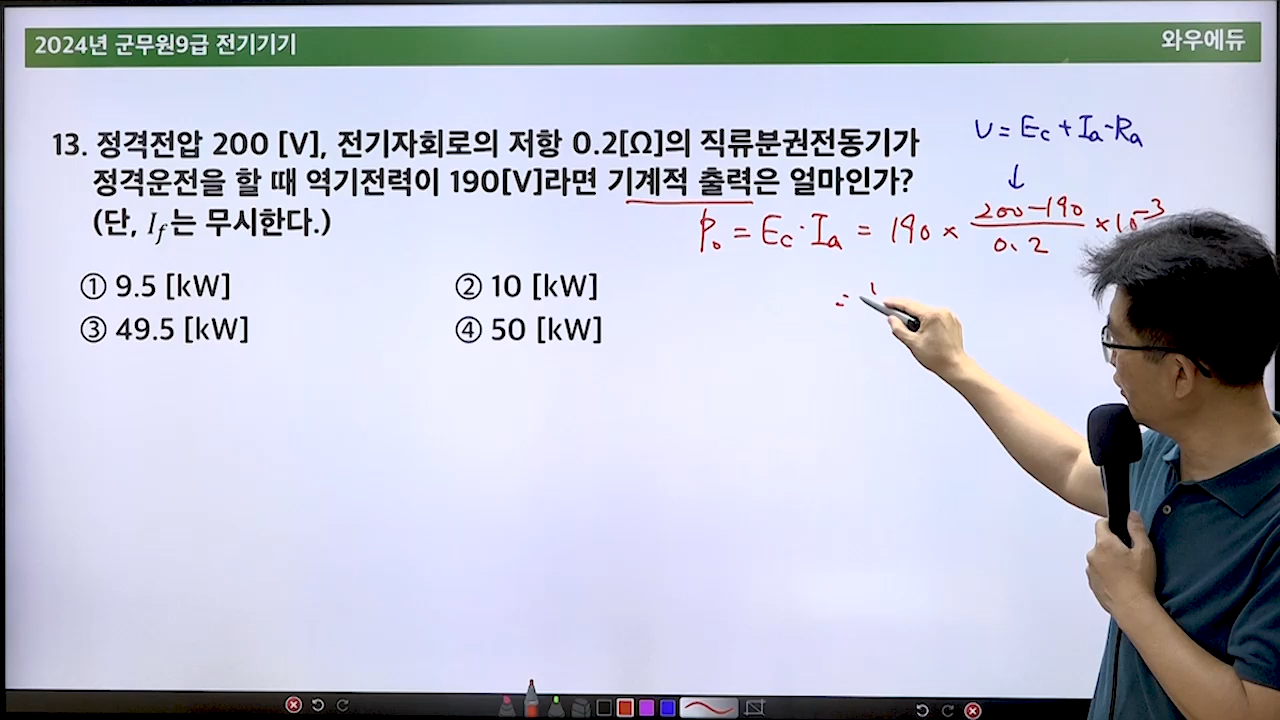 2024년 군무원9급 전기기기
와우에듀
13. 정격전압 200 [V], 전기자회로의 저항 0.2[Ω]의 직류분권전동기가
정격운전을 할 때 역기전력이 190[V]라면 기계적 출력은 얼마인가?
(단, I_f는 무시한다.)
① 9.5 [kW]
② 10 [kW]
③ 49.5 [kW]
④ 50 [kW]
V = Ec + Ia·Ra
↓
P₀ = Ec · Ia = 190 × (200-190)/0.2 × 10⁻³
=